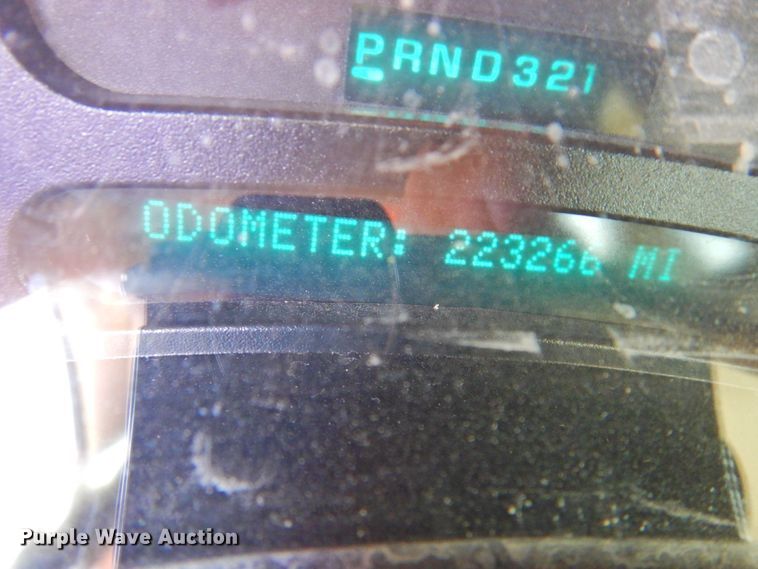 PRND321
ODOMETER: 223266 MI
Purple Wave Auction